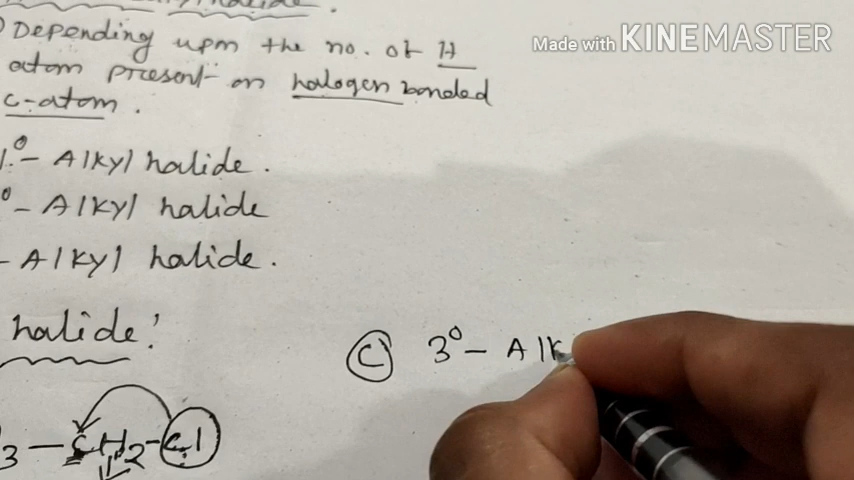 Made with KINEMASTER
Depending upm the no. of H
atom present on halogen bonded
c-atom.
1.° - Alkyl halide.
° - Alkyl halide
- Alkyl halide.
halide:
C 3° - Alk
3 - CH2-Cl